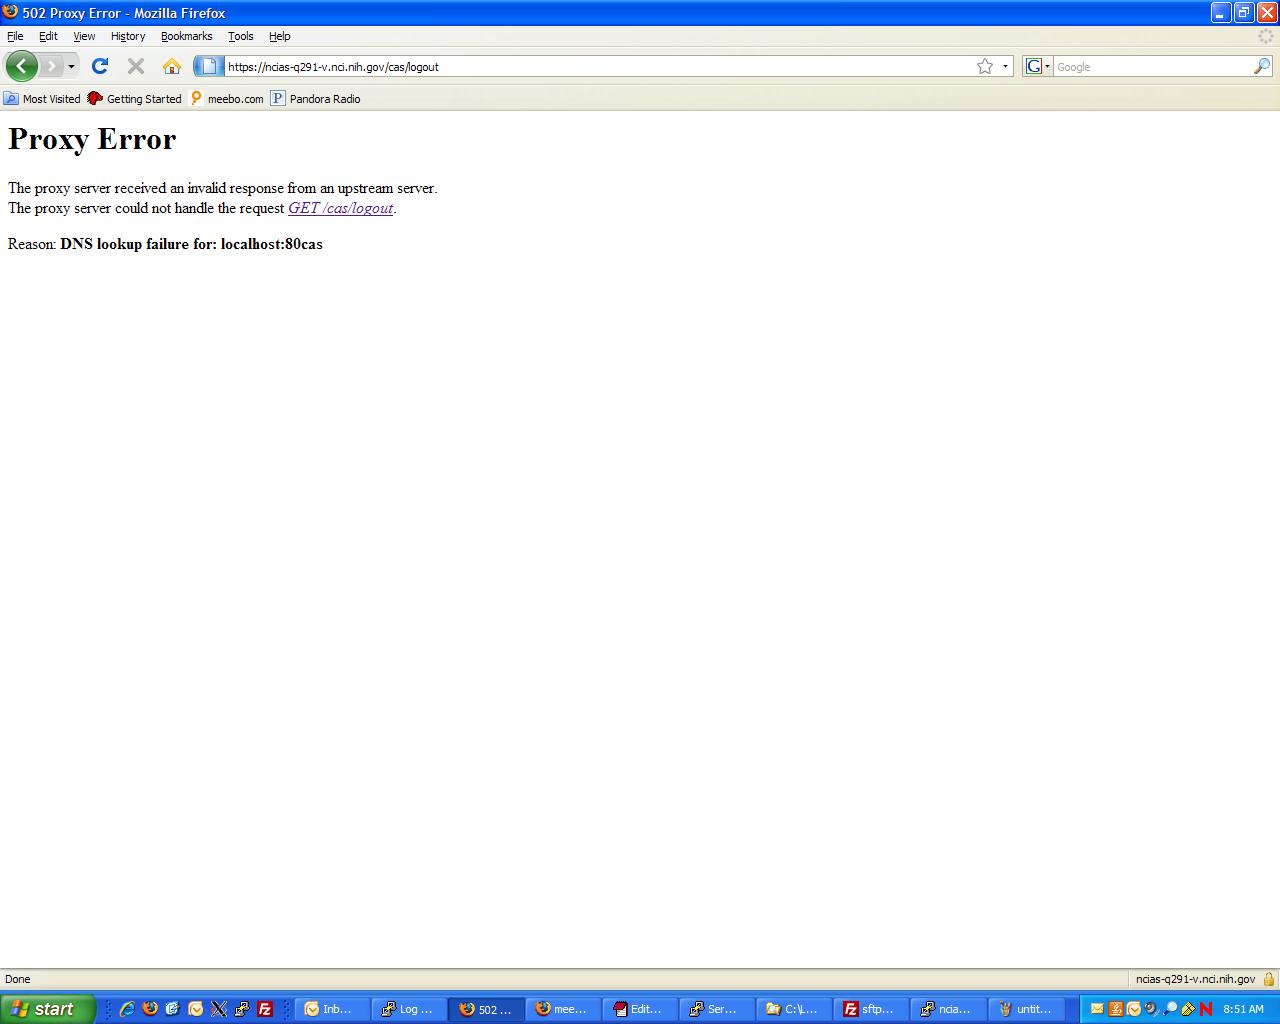 502 Proxy Error - Mozilla Firefox
File Edit View History Bookmarks Tools Help
https://ncias-q291-v.nci.nih.gov/cas/logout
G Google
Most Visited Getting Started meebo.com P Pandora Radio
Proxy Error
The proxy server received an invalid response from an upstream server.
The proxy server could not handle the request GET /cas/logout.
Reason: DNS lookup failure for: localhost:80cas
Done ncias-q291-v.nci.nih.gov
start Inb... Log ... 502 ... mee... Edit... Ser... C:\L... sftp... ncia... untit... 8:51 AM